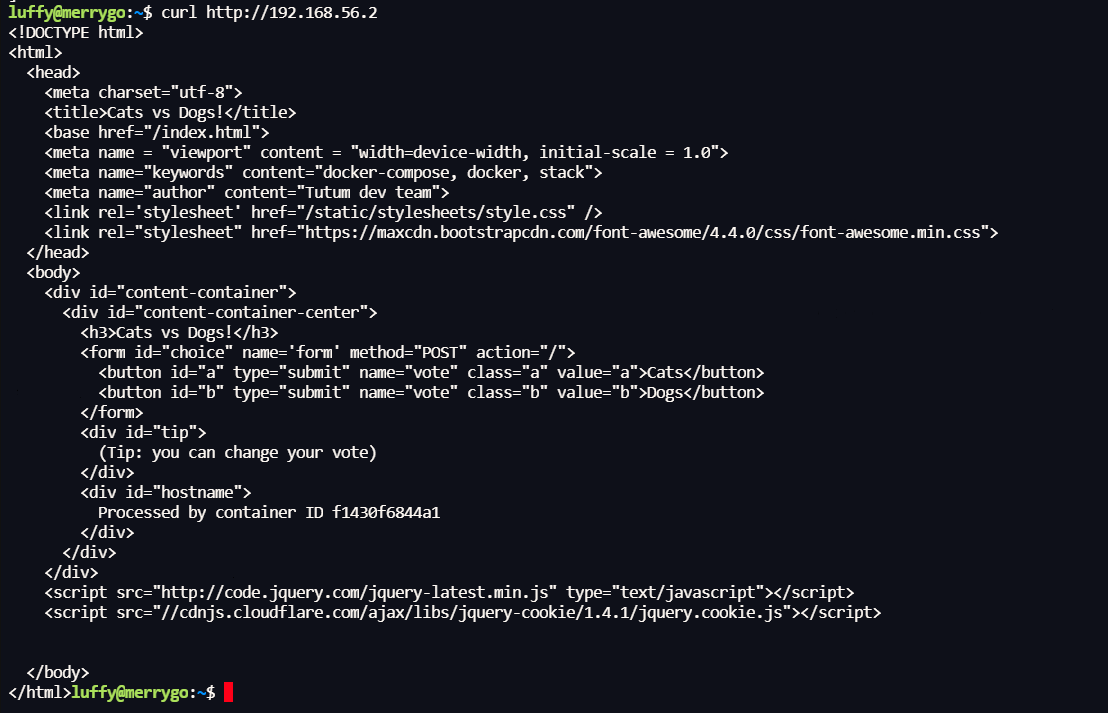 luffy@merrygo:~$ curl http://192.168.56.2
<!DOCTYPE html>
<html>
  <head>
    <meta charset="utf-8">
    <title>Cats vs Dogs!</title>
    <base href="/index.html">
    <meta name = "viewport" content = "width=device-width, initial-scale = 1.0">
    <meta name="keywords" content="docker-compose, docker, stack">
    <meta name="author" content="Tutum dev team">
    <link rel='stylesheet' href="/static/stylesheets/style.css" />
    <link rel="stylesheet" href="https://maxcdn.bootstrapcdn.com/font-awesome/4.4.0/css/font-awesome.min.css">
  </head>
  <body>
    <div id="content-container">
      <div id="content-container-center">
        <h3>Cats vs Dogs!</h3>
        <form id="choice" name='form' method="POST" action="/">
          <button id="a" type="submit" name="vote" class="a" value="a">Cats</button>
          <button id="b" type="submit" name="vote" class="b" value="b">Dogs</button>
        </form>
        <div id="tip">
          (Tip: you can change your vote)
        </div>
        <div id="hostname">
          Processed by container ID f1430f6844a1
        </div>
      </div>
    </div>
    <script src="http://code.jquery.com/jquery-latest.min.js" type="text/javascript"></script>
    <script src="//cdnjs.cloudflare.com/ajax/libs/jquery-cookie/1.4.1/jquery.cookie.js"></script>
  </body>
</html>luffy@merrygo:~$